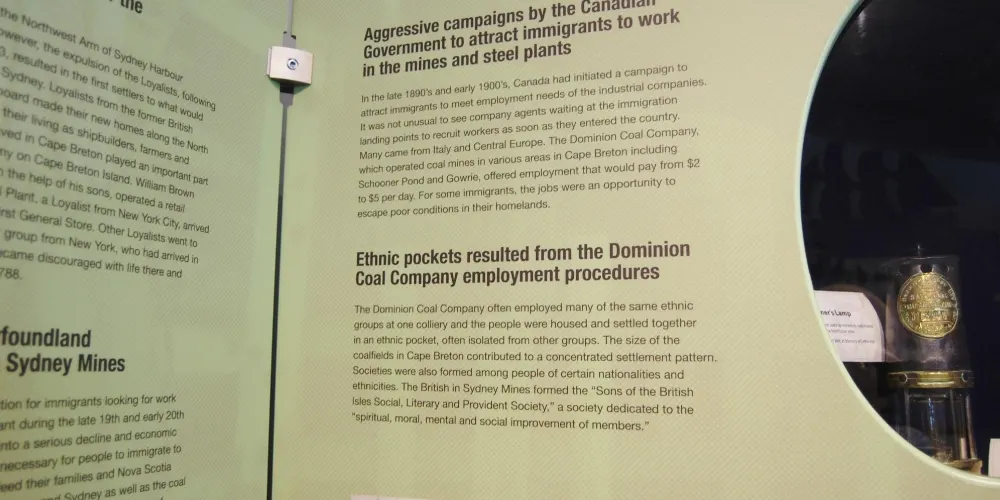 the
the Northwest Arm of Sydney Harbour
owever, the expulsion of the Loyalists, following
3, resulted in the first settlers to what would
Sydney. Loyalists from the former British
board made their new homes along the North
their living as shipbuilders, farmers and
ved in Cape Breton played an important part
ny on Cape Breton Island. William Brown
the help of his sons, operated a retail
Plant, a Loyalist from New York City, arrived
irst General Store. Other Loyalists went to
group from New York, who had arrived in
came discouraged with life there and
788.
foundland
Sydney Mines
tion for immigrants looking for work
ant during the late 19th and early 20th
into a serious decline and economic
necessary for people to immigrate to
feed their families and Nova Scotia
Sydney as well as the coal
Aggressive campaigns by the Canadian
Government to attract immigrants to work
in the mines and steel plants
In the late 1890's and early 1900's, Canada had initiated a campaign to
attract immigrants to meet employment needs of the industrial companies.
It was not unusual to see company agents waiting at the immigration
landing points to recruit workers as soon as they entered the country.
Many came from Italy and Central Europe. The Dominion Coal Company,
which operated coal mines in various areas in Cape Breton including
Schooner Pond and Gowrie, offered employment that would pay from $2
to $5 per day. For some immigrants, the jobs were an opportunity to
escape poor conditions in their homelands.
Ethnic pockets resulted from the Dominion
Coal Company employment procedures
The Dominion Coal Company often employed many of the same ethnic
groups at one colliery and the people were housed and settled together
in an ethnic pocket, often isolated from other groups. The size of the
coalfields in Cape Breton contributed to a concentrated settlement pattern.
Societies were also formed among people of certain nationalities and
ethnicities. The British in Sydney Mines formed the “Sons of the British
Isles Social, Literary and Provident Society,” a society dedicated to the
“spiritual, moral, mental and social improvement of members.”
ner's Lamp